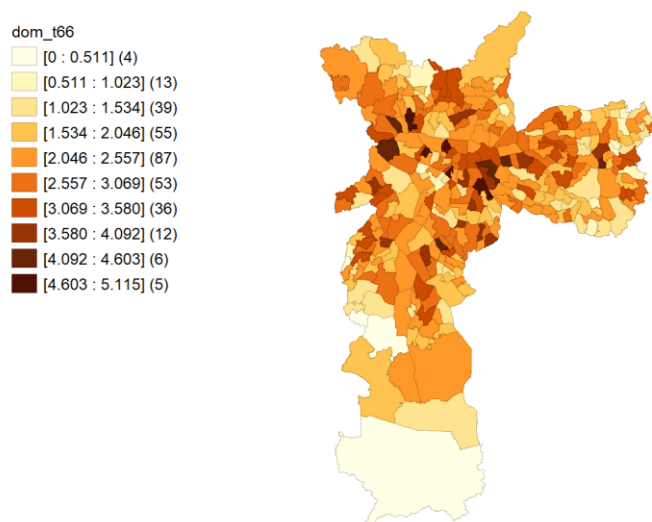 dom_t66
[0 : 0.511] (4)
[0.511 : 1.023] (13)
[1.023 : 1.534] (39)
[1.534 : 2.046] (55)
[2.046 : 2.557] (87)
[2.557 : 3.069] (53)
[3.069 : 3.580] (36)
[3.580 : 4.092] (12)
[4.092 : 4.603] (6)
[4.603 : 5.115] (5)